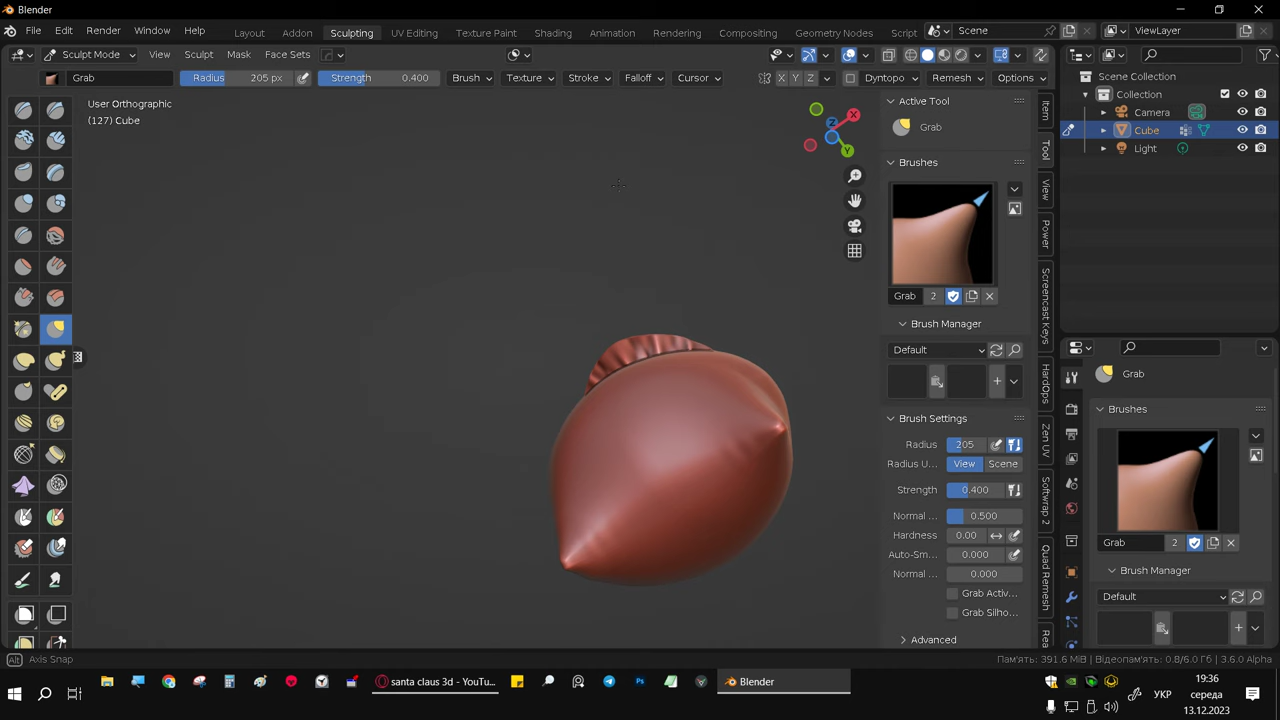 Blender
File Edit Render Window Help Layout Addon Modeling Sculpting UV Editing Texture Paint Shading Animation Rendering Compositing Geometry Nodes Scene ViewLayer
Sculpt Mode View Sculpt Mask Face Sets
Grab Radius 205 px Strength 0.400 Brush Texture Stroke Falloff Cursor X Y Z Dyntopo Remesh Options
User Orthographic
(127) Cube
X
Y
Z
Active Tool
Grab
Brushes
Grab 2
Brush Manager
Default
Brush Settings
Radius 205
Radius U... View Scene
Strength 0.400
Normal ... 0.500
Hardness 0.00
Auto-Sm... 0.000
Normal ... 0.000
Grab Activ...
Grab Silho...
Advanced
Item
Tool
View
Power
Screencast Keys
HardOps
Zen UV
Softwrap 2
Quad Remesh
Rea
Scene Collection
Collection
Camera
Cube
Light
Grab
Brushes
Grab 2
Brush Manager
Default
Alt Axis Snap
Пам'ять: 391.6 MiB | Відеопам'ять: 0.8/6.0 Гб | 3.6.0 Alpha
santa claus 3d - YouTu... Ps Blender
УКР
19:36
середа
13.12.2023